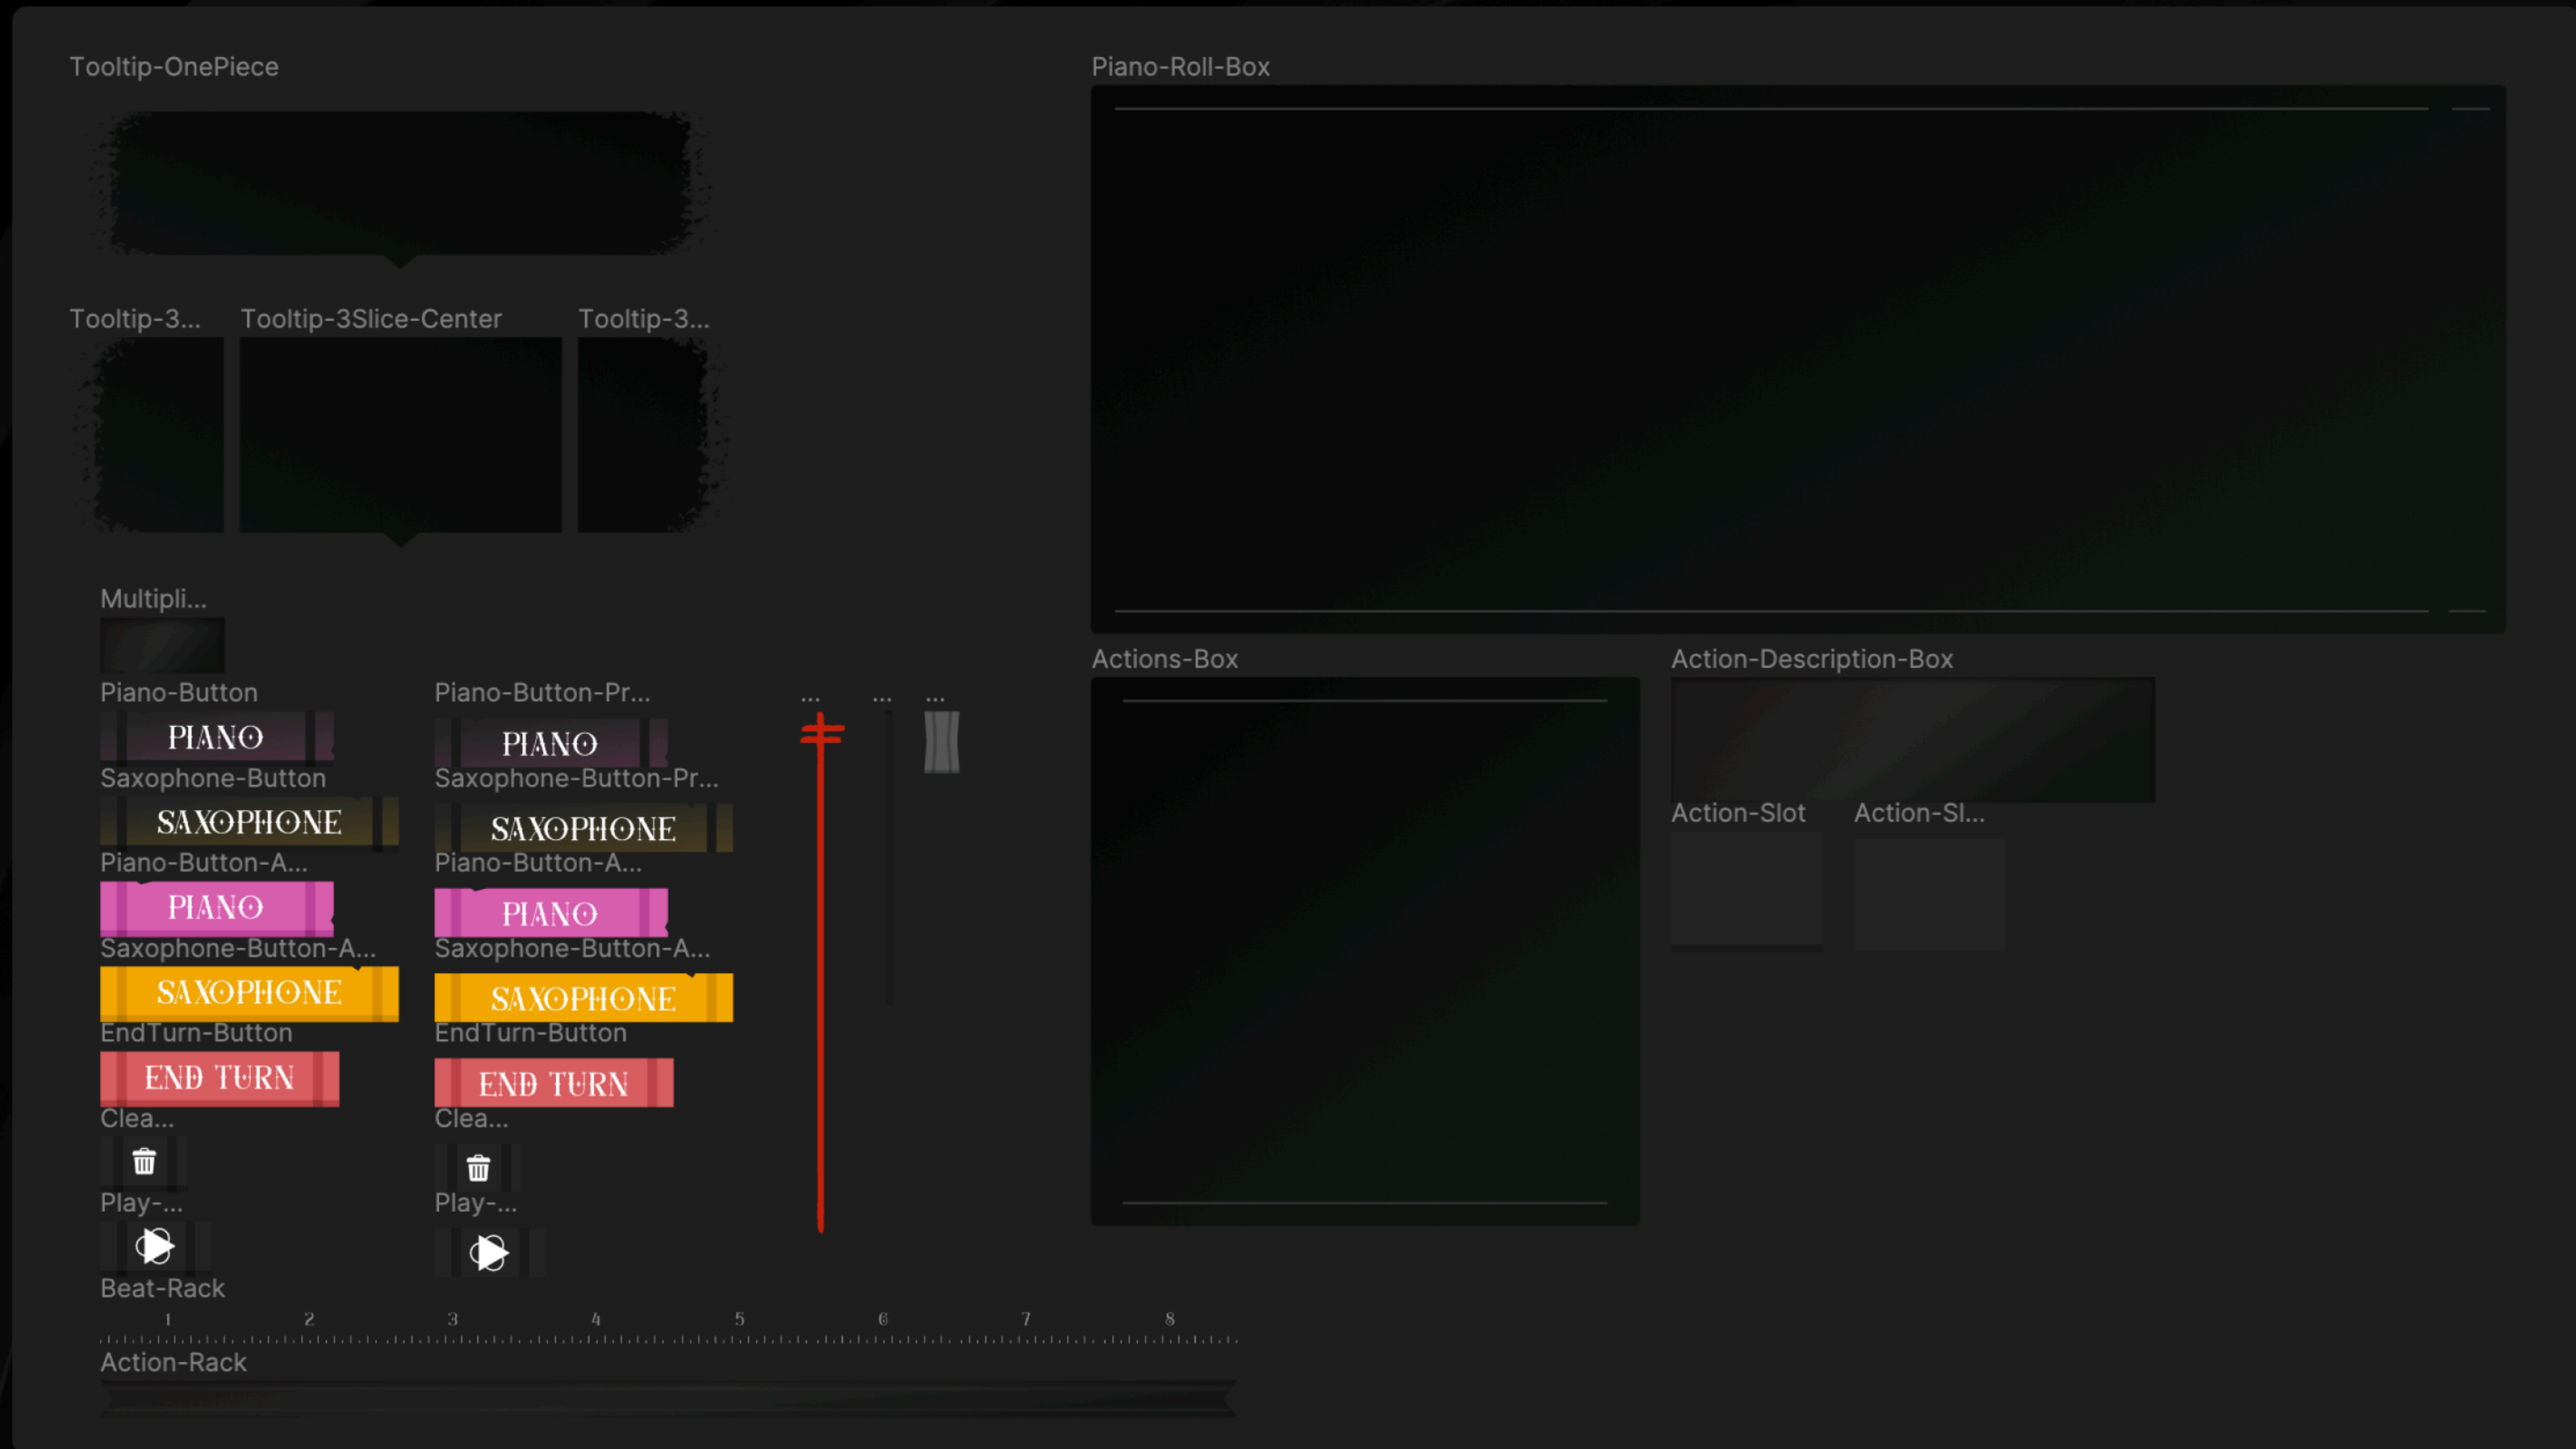 Tooltip-OnePiece
Piano-Roll-Box
Tooltip-3... Tooltip-3Slice-Center Tooltip-3...
Multipli...
Actions-Box
Action-Description-Box
Piano-Button
Piano-Button-Pr...
... ... ...
PIANO
PIANO
Saxophone-Button
Saxophone-Button-Pr...
SAXOPHONE
SAXOPHONE
Action-Slot
Action-Sl...
Piano-Button-A...
Piano-Button-A...
PIANO
PIANO
Saxophone-Button-A...
Saxophone-Button-A...
SAXOPHONE
SAXOPHONE
EndTurn-Button
EndTurn-Button
END TURN
END TURN
Clea...
Clea...
Play-...
Play-...
Beat-Rack
1 2 3 4 5 6 7 8
Action-Rack